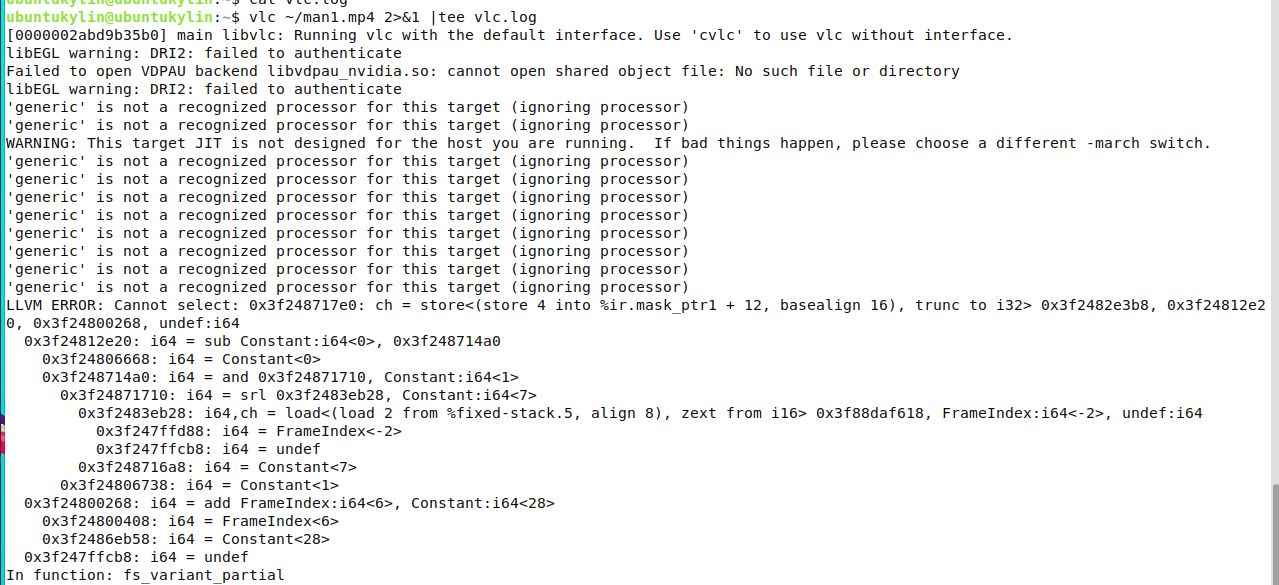 ubuntukylin@ubuntukylin:~$ cat vlc.log
ubuntukylin@ubuntukylin:~$ vlc ~/man1.mp4 2>&1 |tee vlc.log
[0000002abd9b35b0] main libvlc: Running vlc with the default interface. Use 'cvlc' to use vlc without interface.
libEGL warning: DRI2: failed to authenticate
Failed to open VDPAU backend libvdpau_nvidia.so: cannot open shared object file: No such file or directory
libEGL warning: DRI2: failed to authenticate
'generic' is not a recognized processor for this target (ignoring processor)
'generic' is not a recognized processor for this target (ignoring processor)
WARNING: This target JIT is not designed for the host you are running.  If bad things happen, please choose a different -march switch.
'generic' is not a recognized processor for this target (ignoring processor)
'generic' is not a recognized processor for this target (ignoring processor)
'generic' is not a recognized processor for this target (ignoring processor)
'generic' is not a recognized processor for this target (ignoring processor)
'generic' is not a recognized processor for this target (ignoring processor)
'generic' is not a recognized processor for this target (ignoring processor)
'generic' is not a recognized processor for this target (ignoring processor)
'generic' is not a recognized processor for this target (ignoring processor)
LLVM ERROR: Cannot select: 0x3f248717e0: ch = store<(store 4 into %ir.mask_ptr1 + 12, basealign 16), trunc to i32> 0x3f2482e3b8, 0x3f24812e2
0, 0x3f24800268, undef:i64
  0x3f24812e20: i64 = sub Constant:i64<0>, 0x3f248714a0
    0x3f24806668: i64 = Constant<0>
    0x3f248714a0: i64 = and 0x3f24871710, Constant:i64<1>
      0x3f24871710: i64 = srl 0x3f2483eb28, Constant:i64<7>
        0x3f2483eb28: i64,ch = load<(load 2 from %fixed-stack.5, align 8), zext from i16> 0x3f88daf618, FrameIndex:i64<-2>, undef:i64
          0x3f247ffd88: i64 = FrameIndex<-2>
          0x3f247ffcb8: i64 = undef
        0x3f248716a8: i64 = Constant<7>
      0x3f24806738: i64 = Constant<1>
  0x3f24800268: i64 = add FrameIndex:i64<6>, Constant:i64<28>
    0x3f24800408: i64 = FrameIndex<6>
    0x3f2486eb58: i64 = Constant<28>
  0x3f247ffcb8: i64 = undef
In function: fs_variant_partial